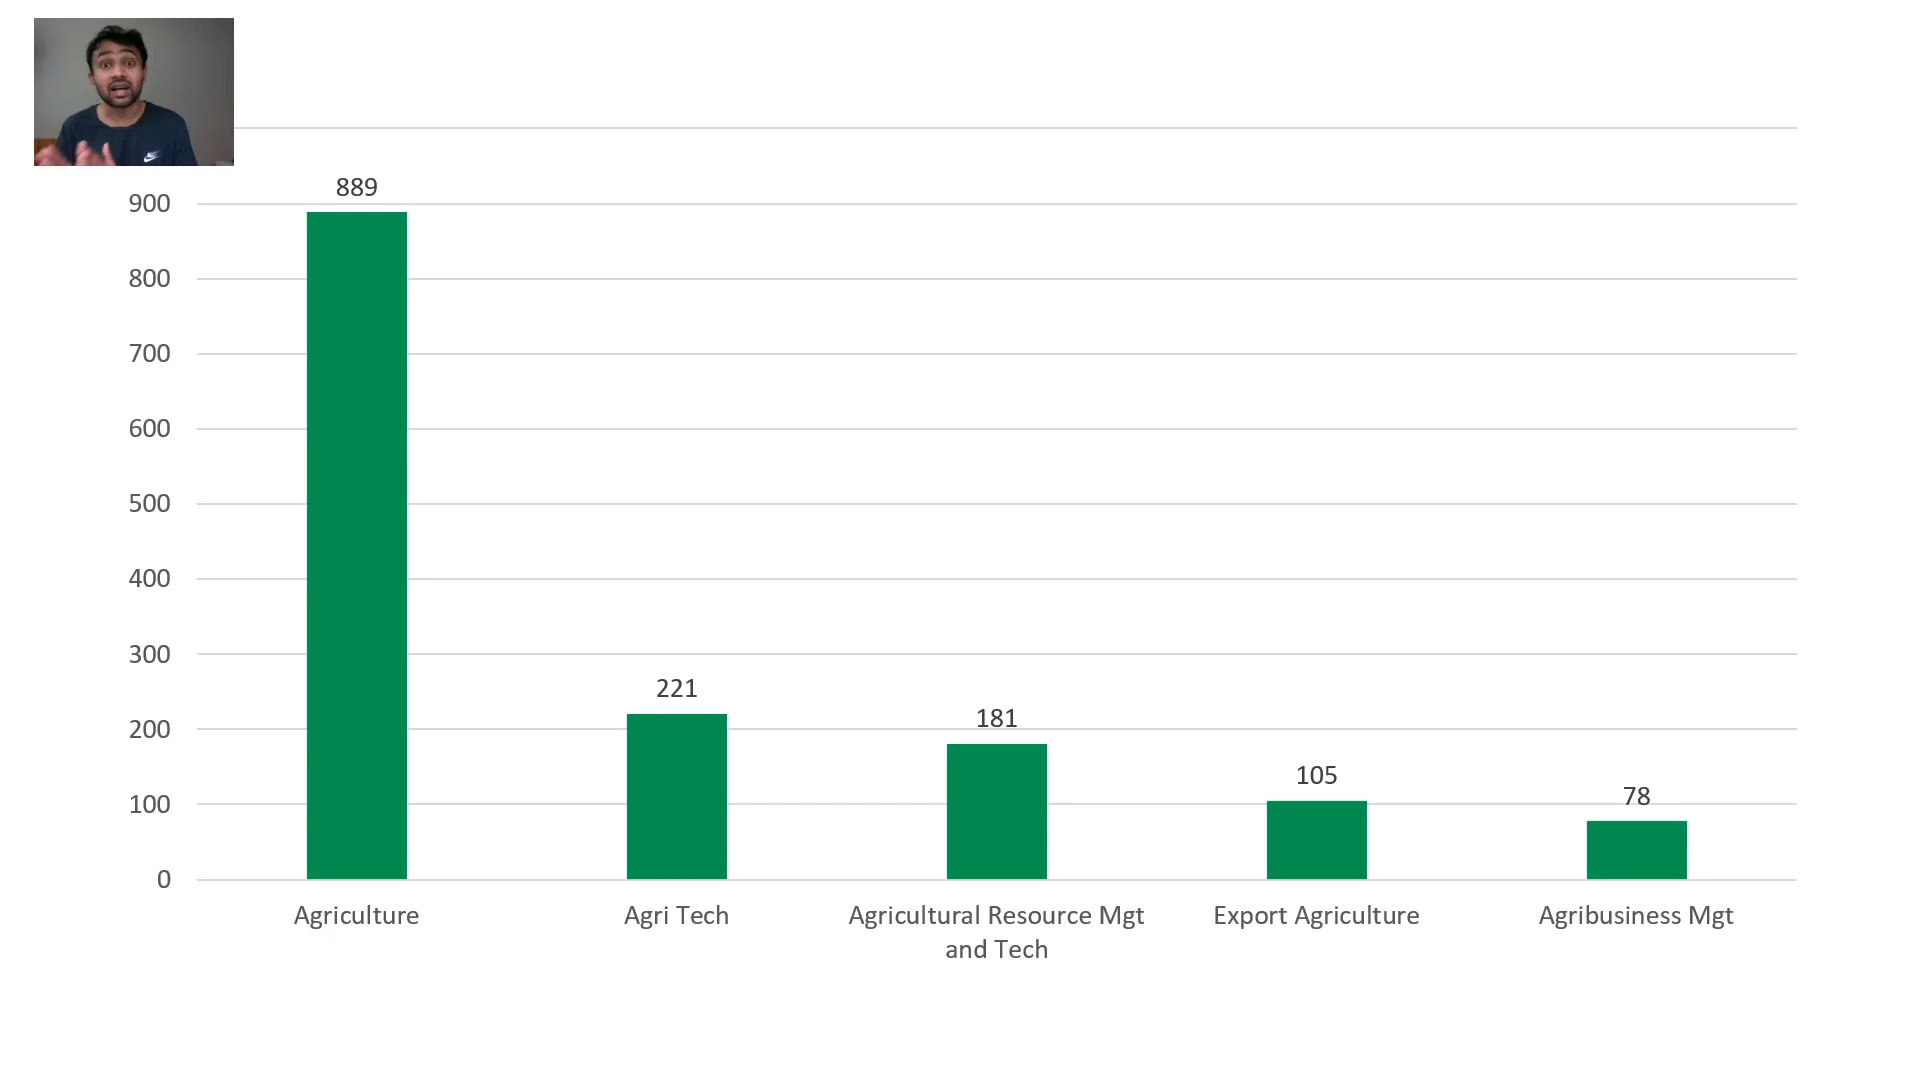 889
900
800
700
600
500
400
300
221
200
181
105
100
78
0
Agriculture
Agri Tech
Agricultural Resource Mgt
and Tech
Export Agriculture
Agribusiness Mgt